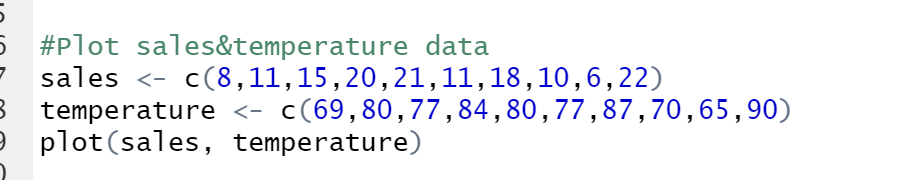 #Plot sales&temperature data
sales <- c(8,11,15,20,21,11,18,10,6,22)
temperature <- c(69,80,77,84,80,77,87,70,65,90)
plot(sales, temperature)